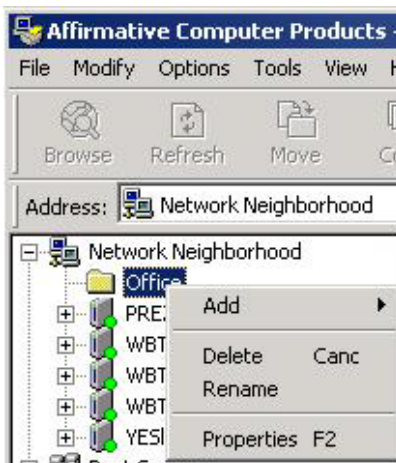 Affirmative Computer Products -
File Modify Options Tools View
Browse Refresh Move
Address: Network Neighborhood
Network Neighborhood
Office
PRE
WBT
WBT
WBT
YES
Add
Delete Canc
Rename
Properties F2